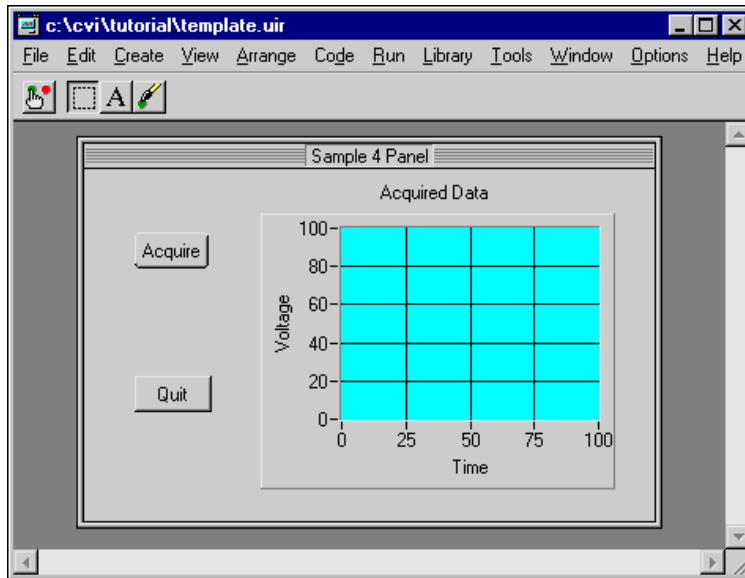 c:\cvi\tutorial\template.uir
File Edit Create View Arrange Code Run Library Tools Window Options Help
A
Sample 4 Panel
Acquired Data
Acquire
Quit
Voltage
100
80
60
40
20
0
0 25 50 75 100
Time